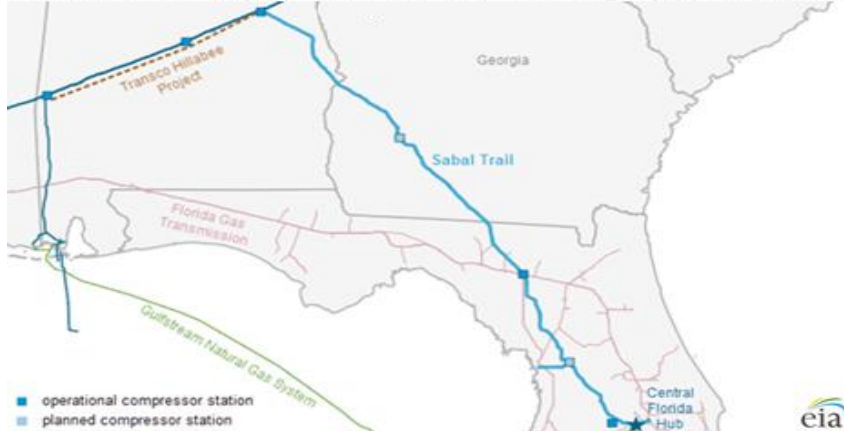 Transco Hillabee
Project
Georgia
Sabal Trail
Florida Gas
Transmission
Gulfstream Natural Gas System
operational compressor station
planned compressor station
Central
Florida
Hub
eia